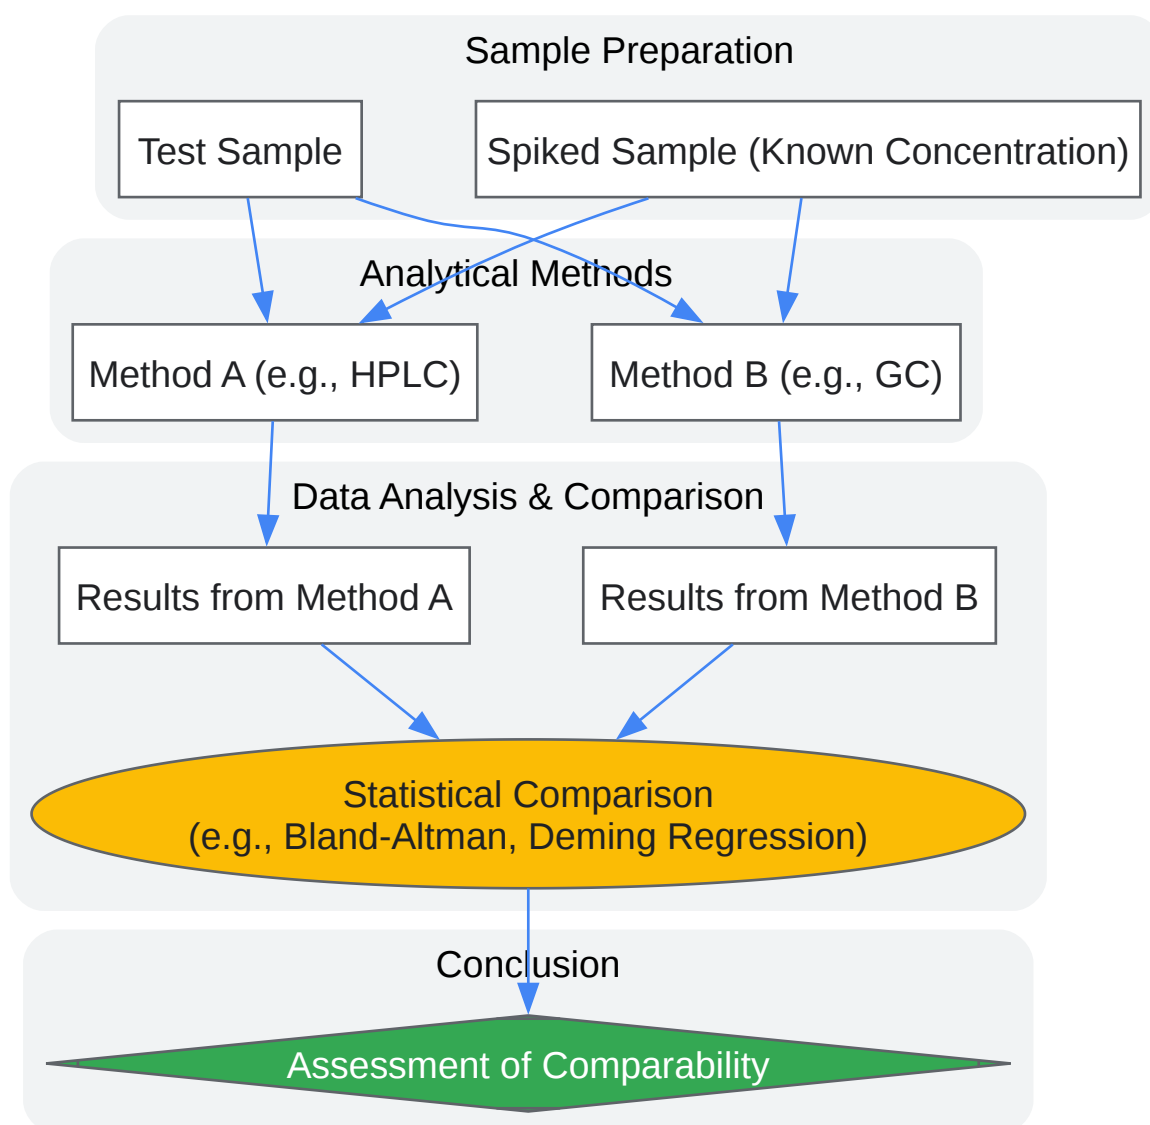 Sample Preparation
Test Sample
Spiked Sample (Known Concentration)
Analytical Methods
Method A (e.g., HPLC)
Method B (e.g., GC)
Data Analysis & Comparison
Results from Method A
Results from Method B
Statistical Comparison
(e.g., Bland-Altman, Deming Regression)
Conclusion
Assessment of Comparability